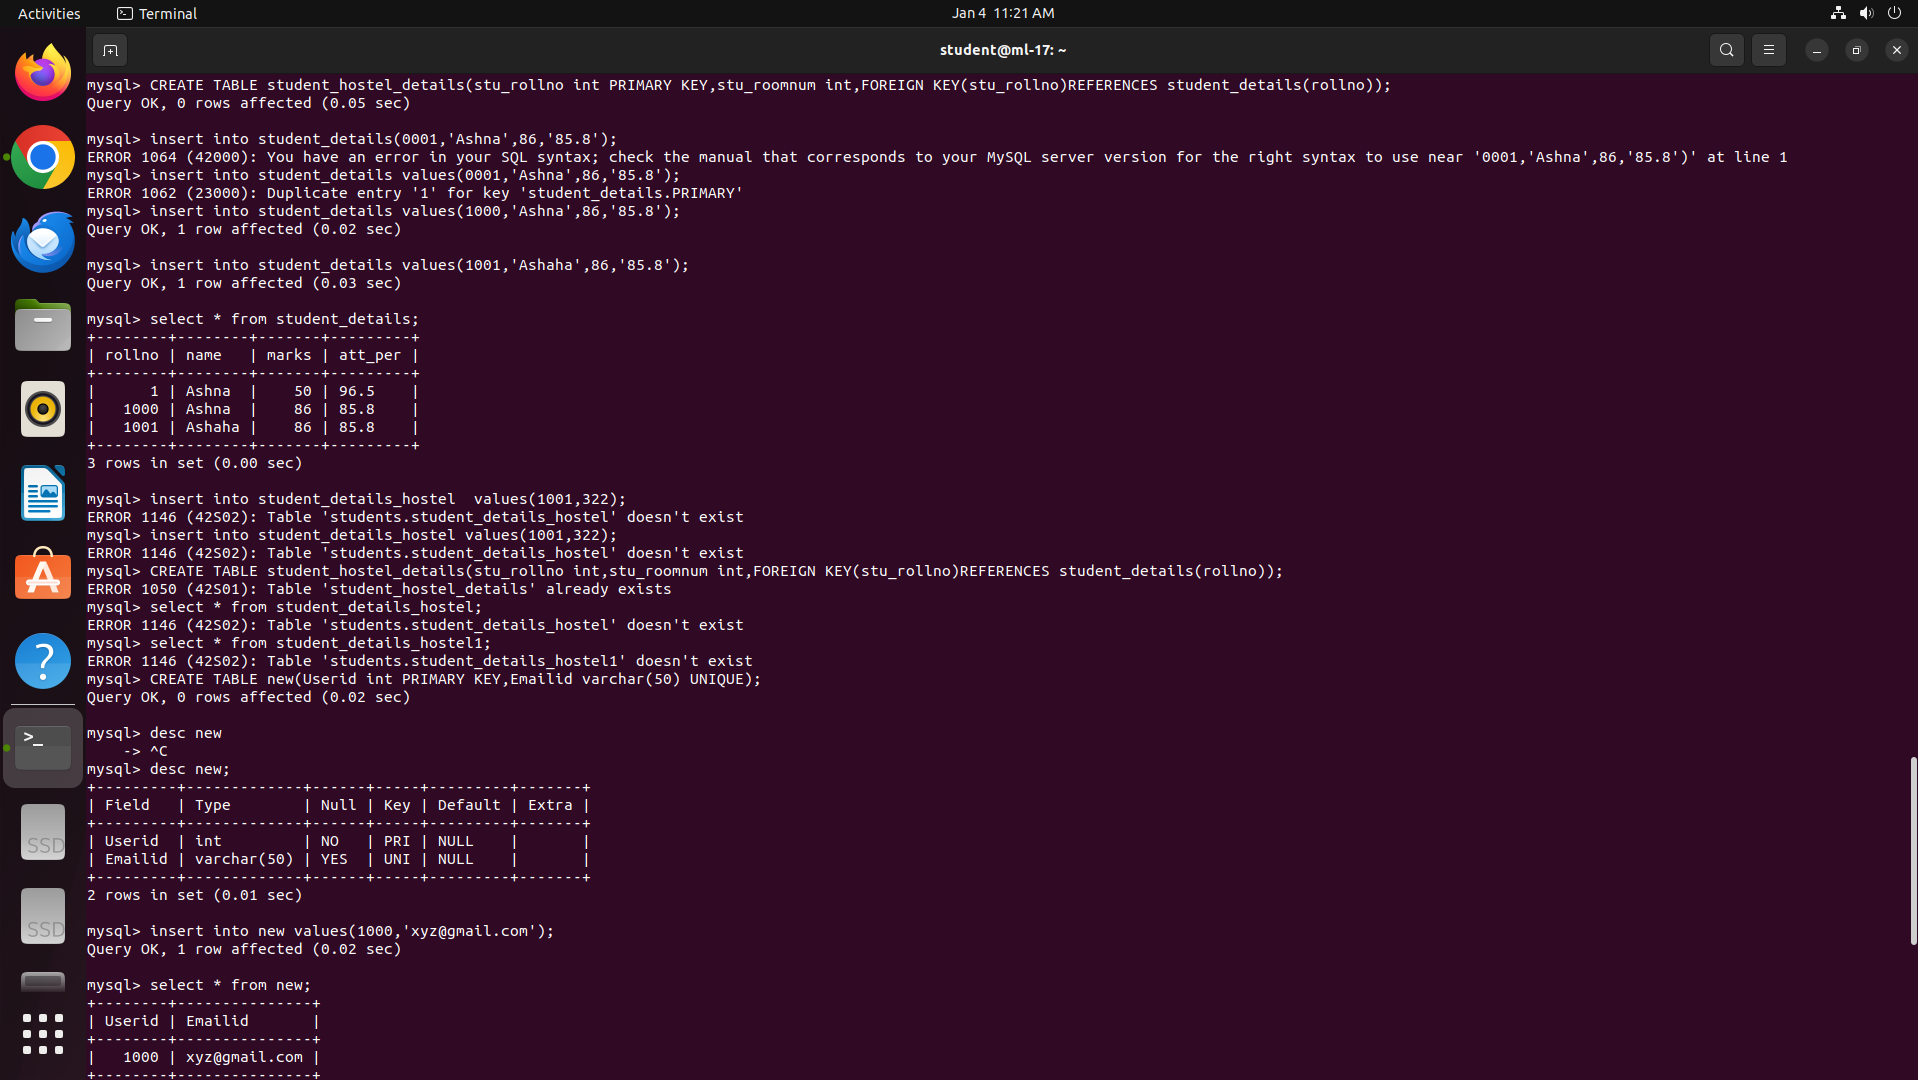 Activities
Terminal
Jan 4 11:21 AM
student@ml-17: ~
mysql> CREATE TABLE student_hostel_details(stu_rollno int PRIMARY KEY,stu_roomnum int,FOREIGN KEY(stu_rollno)REFERENCES student_details(rollno));
Query OK, 0 rows affected (0.05 sec)
mysql> insert into student_details(0001,'Ashna',86,'85.8');
ERROR 1064 (42000): You have an error in your SQL syntax; check the manual that corresponds to your MySQL server version for the right syntax to use near '0001,'Ashna',86,'85.8')' at line 1
mysql> insert into student_details values(0001,'Ashna',86,'85.8');
ERROR 1062 (23000): Duplicate entry '1' for key 'student_details.PRIMARY'
mysql> insert into student_details values(1000,'Ashna',86,'85.8');
Query OK, 1 row affected (0.02 sec)
mysql> insert into student_details values(1001,'Ashaha',86,'85.8');
Query OK, 1 row affected (0.03 sec)
mysql> select * from student_details;
+--------+--------+-------+---------+
| rollno | name   | marks | att_per |
+--------+--------+-------+---------+
|      1 | Ashna  |    50 | 96.5    |
|   1000 | Ashna  |    86 | 85.8    |
|   1001 | Ashaha |    86 | 85.8    |
+--------+--------+-------+---------+
3 rows in set (0.00 sec)
mysql> insert into student_details_hostel  values(1001,322);
ERROR 1146 (42S02): Table 'students.student_details_hostel' doesn't exist
mysql> insert into student_details_hostel values(1001,322);
ERROR 1146 (42S02): Table 'students.student_details_hostel' doesn't exist
mysql> CREATE TABLE student_hostel_details(stu_rollno int,stu_roomnum int,FOREIGN KEY(stu_rollno)REFERENCES student_details(rollno));
ERROR 1050 (42S01): Table 'student_hostel_details' already exists
mysql> select * from student_details_hostel;
ERROR 1146 (42S02): Table 'students.student_details_hostel' doesn't exist
mysql> select * from student_details_hostel1;
ERROR 1146 (42S02): Table 'students.student_details_hostel1' doesn't exist
mysql> CREATE TABLE new(Userid int PRIMARY KEY,Emailid varchar(50) UNIQUE);
Query OK, 0 rows affected (0.02 sec)
mysql> desc new
    -> ^C
mysql> desc new;
+---------+-------------+------+-----+---------+-------+
| Field   | Type        | Null | Key | Default | Extra |
+---------+-------------+------+-----+---------+-------+
| Userid  | int         | NO   | PRI | NULL    |       |
| Emailid | varchar(50) | YES  | UNI | NULL    |       |
+---------+-------------+------+-----+---------+-------+
2 rows in set (0.01 sec)
mysql> insert into new values(1000,'xyz@gmail.com');
Query OK, 1 row affected (0.02 sec)
mysql> select * from new;
+--------+---------------+
| Userid | Emailid       |
+--------+---------------+
|   1000 | xyz@gmail.com |
+--------+---------------+
>_
SSD
SSD